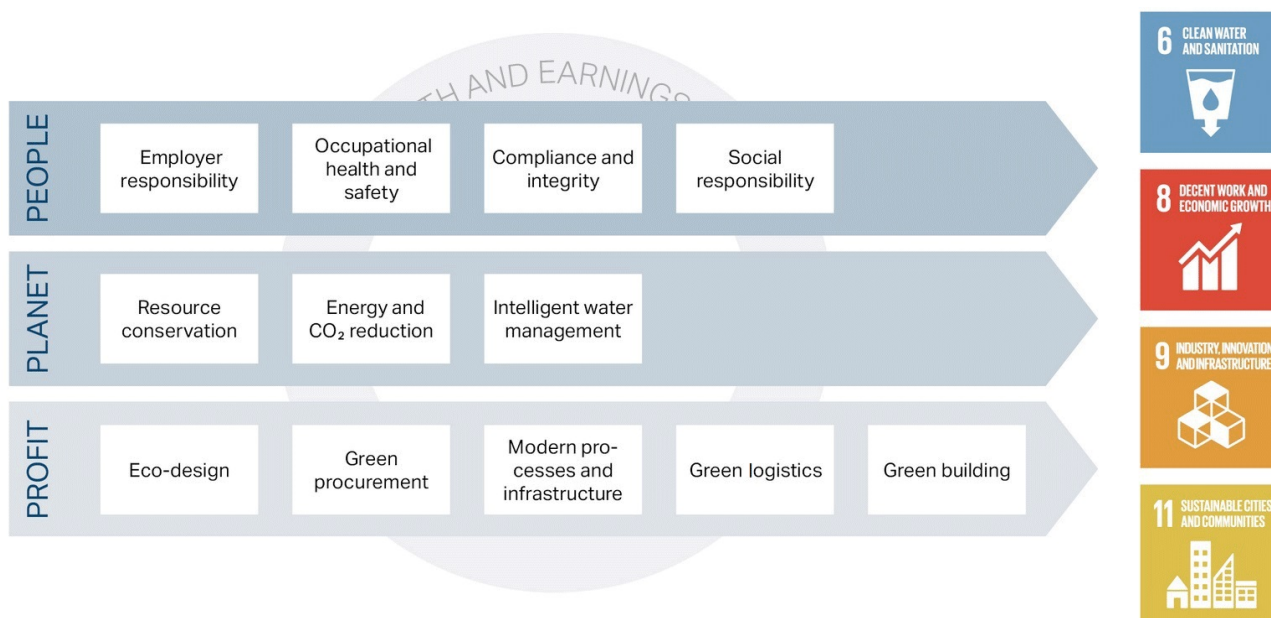 AND EARNINGS
PEOPLE
Employer
responsibility
Occupational
health and
safety
Compliance and
integrity
Social
responsibility
PLANET
Resource
conservation
Energy and
CO₂ reduction
Intelligent water
management
PROFIT
Eco-design
Green
procurement
Modern pro-
cesses and
infrastructure
Green logistics
Green building
6 CLEAN WATER
AND SANITATION
8 DECENT WORK AND
ECONOMIC GROWTH
9 INDUSTRY, INNOVATION
AND INFRASTRUCTURE
11 SUSTAINABLE CITIES
AND COMMUNITIES